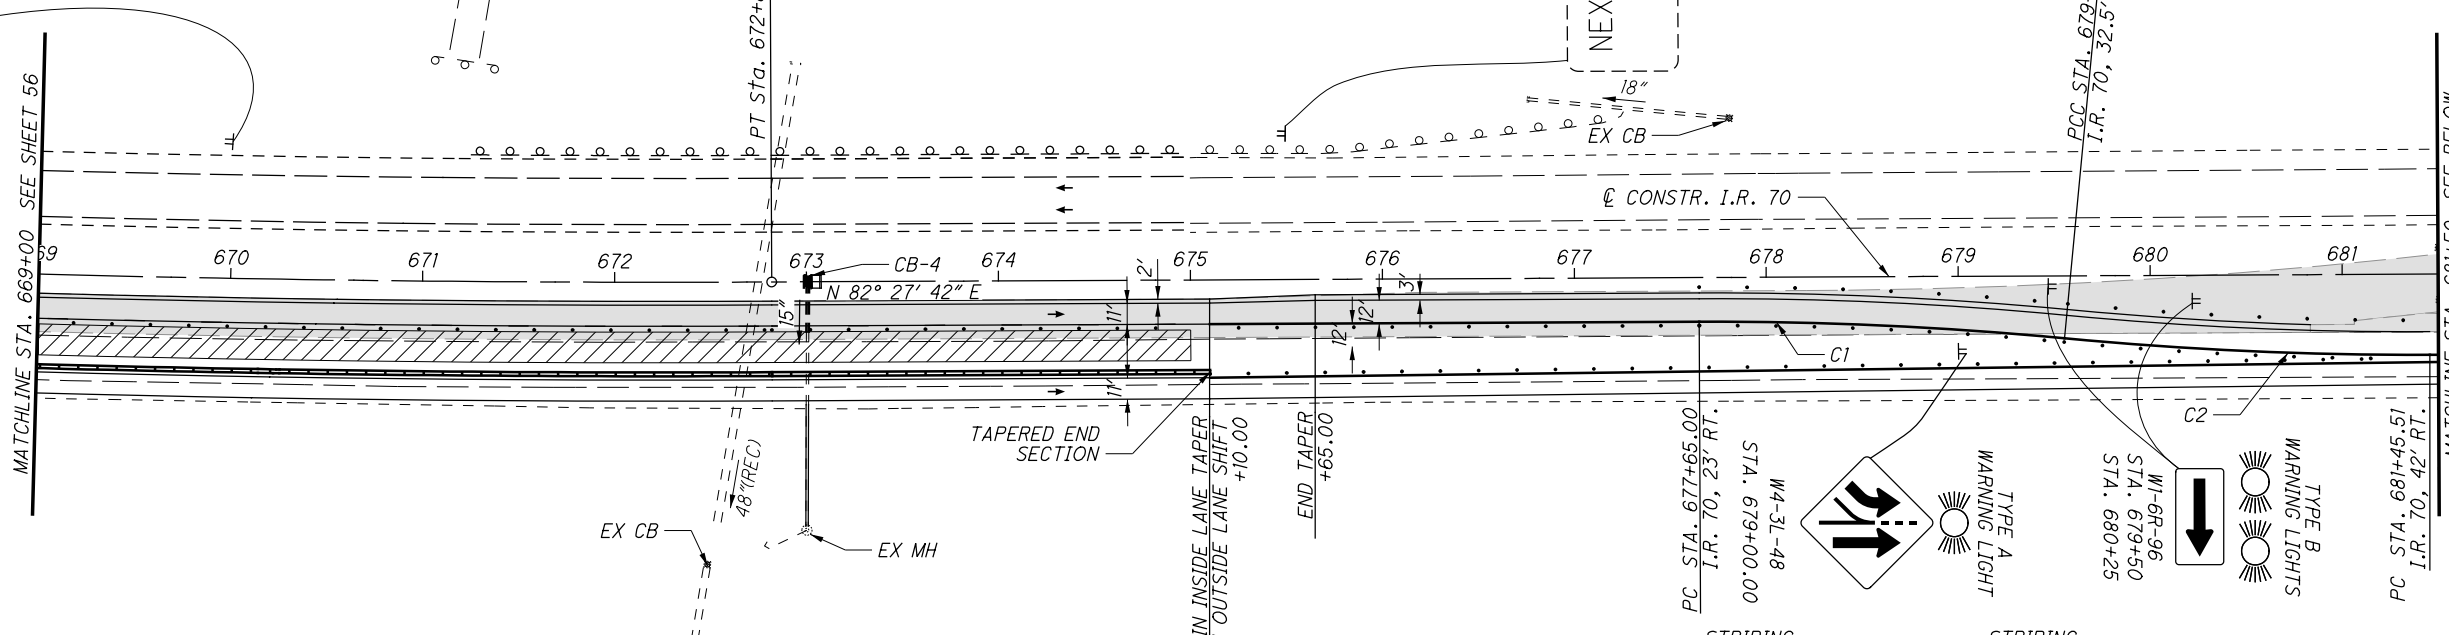 MATCHLINE STA. 669+00  SEE SHEET 56
PT Sta. 672+
NEX
18"
EX CB
PCC STA. 679
I.R. 70, 32.5'
℄ CONSTR. I.R. 70
69
670
671
672
673
674
675
676
677
678
679
680
681
CB-4
N 82° 27' 42" E
15"
11'
2'
11'
12'
12'
3'
C1
C2
TAPERED END
SECTION
48"(REC)
EX CB
EX MH
IN INSIDE LANE TAPER
OUTSIDE LANE SHIFT
+10.00
END TAPER
+65.00
PC  STA. 677+65.00
I.R. 70, 23' RT.
W4-3L-48
STA. 679+00.00
TYPE A
WARNING LIGHT
W1-6R-96
STA. 679+50
STA. 680+25
TYPE B
WARNING LIGHTS
PC  STA. 681+45.51
I.R. 70, 42' RT.
STRIPING
STRIPING